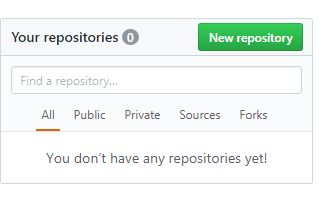 Your repositories 0 New repository
Find a repository...
All Public Private Sources Forks
You don’t have any repositories yet!